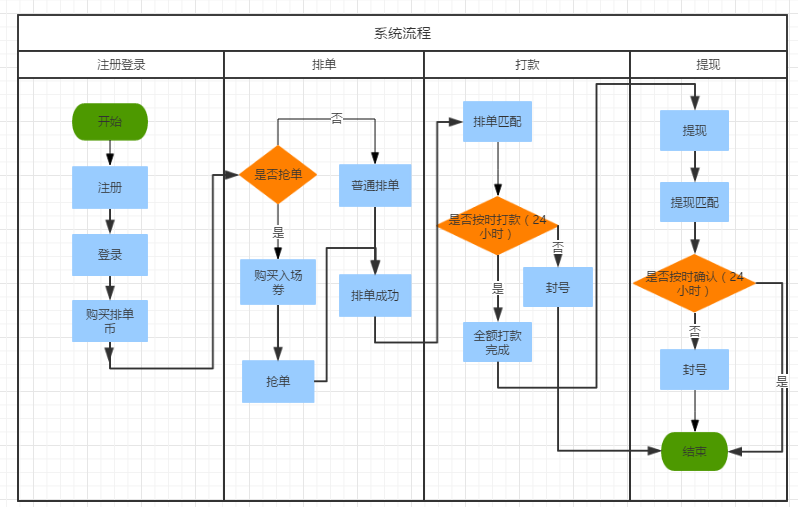 系统流程
注册登录
排单
打款
提现
开始
注册
登录
购买排单
币
是否抢单
否
是
普通排单
购买入场
券
排单成功
抢单
排单匹配
是否按时打款（24
小时）
否
是
封号
全额打款
完成
提现
提现匹配
是否按时确认（24
小时）
否
是
封号
结束